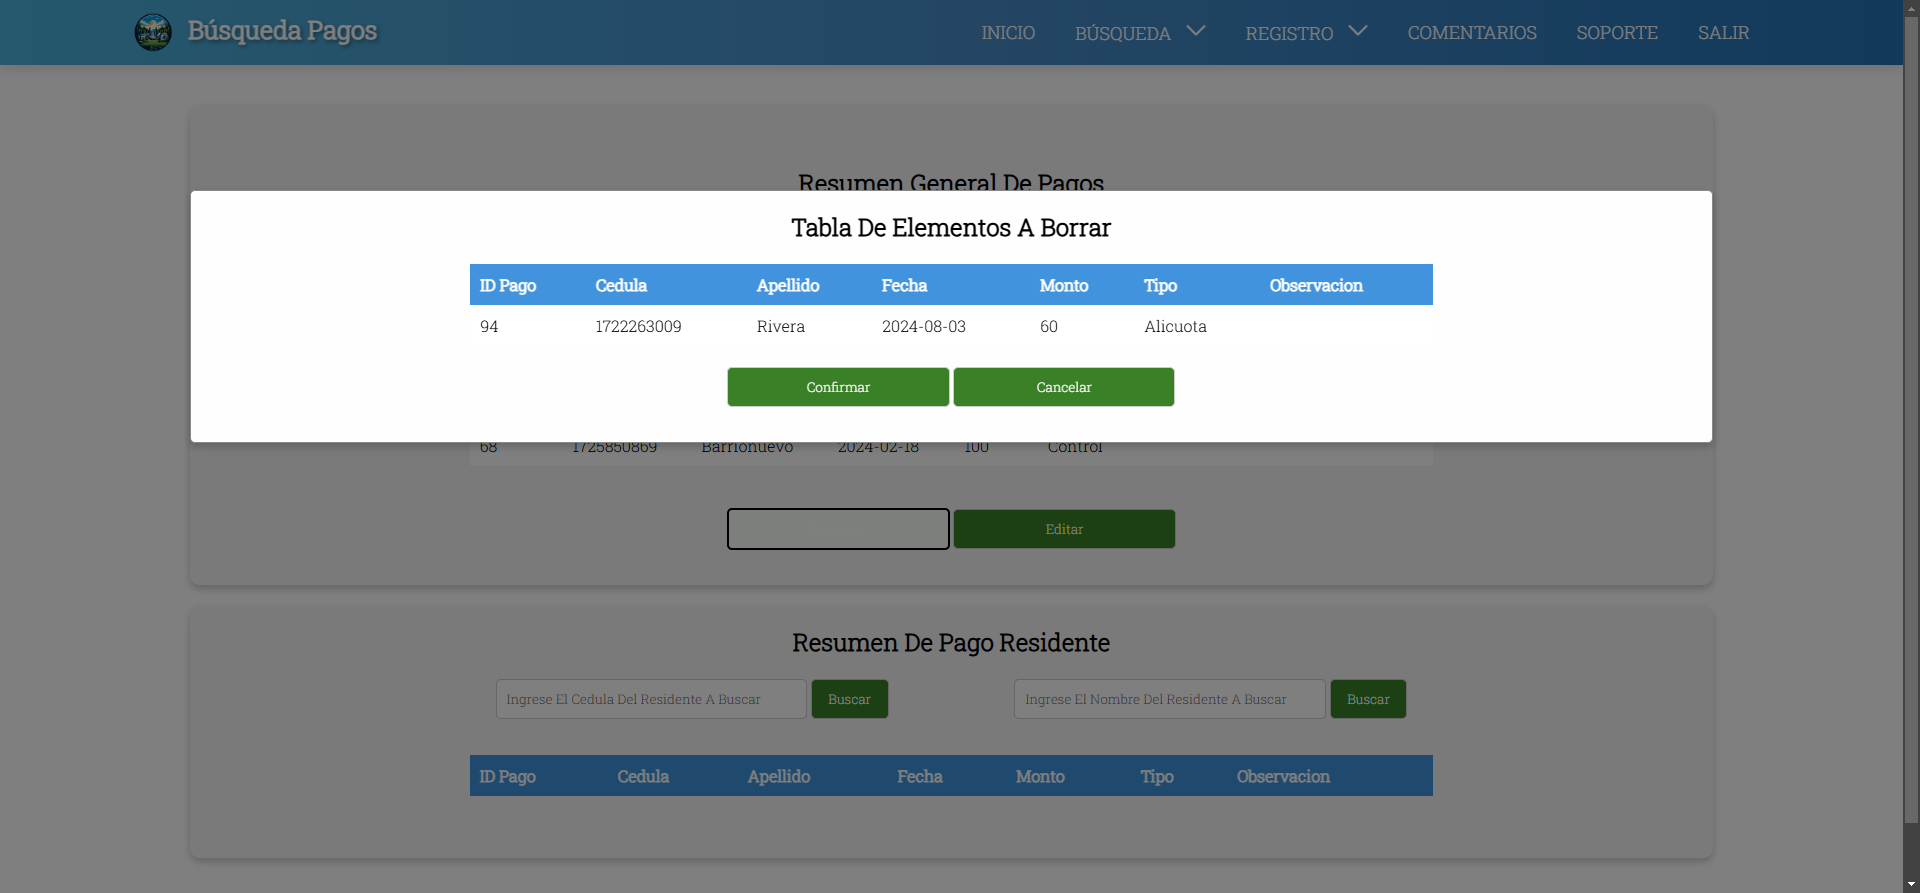 Búsqueda Pagos
INICIO BÚSQUEDA REGISTRO COMENTARIOS SOPORTE SALIR
Resumen General De Pagos
Tabla De Elementos A Borrar
ID Pago Cedula Apellido Fecha Monto Tipo Observacion
94 1722263009 Rivera 2024-08-03 60 Alicuota
Confirmar Cancelar
68 1725850869 Barrionuevo 2024-02-18 100 Control
Editar
Resumen De Pago Residente
Ingrese El Cedula Del Residente A Buscar Buscar Ingrese El Nombre Del Residente A Buscar Buscar
ID Pago Cedula Apellido Fecha Monto Tipo Observacion